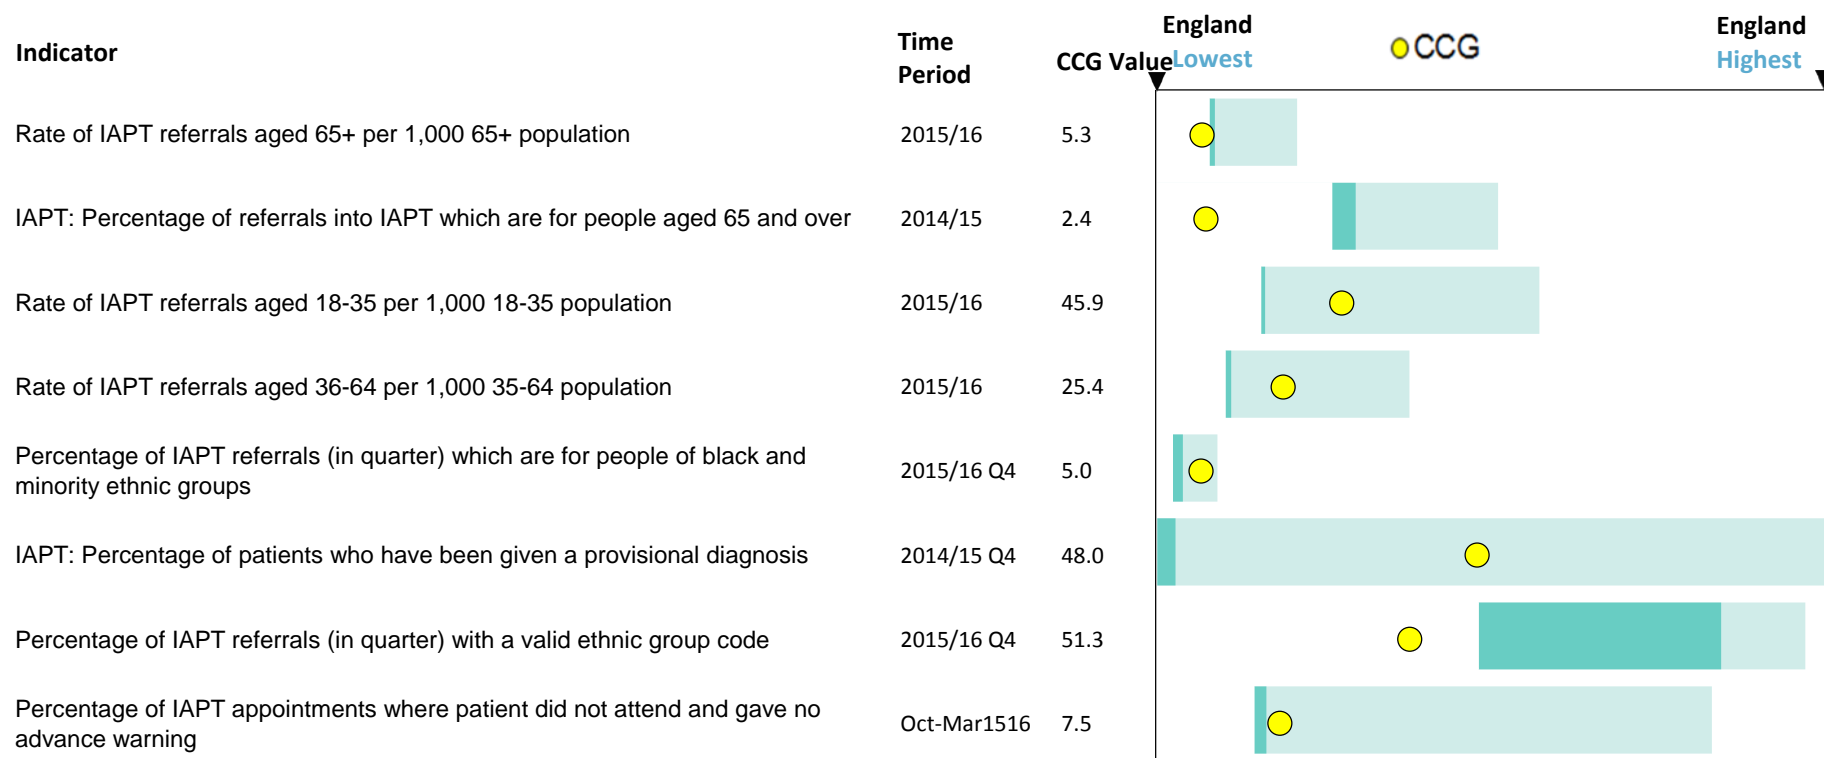 Indicator
Time
Period
CCG Value
England
Lowest
CCG
England
Highest
Rate of IAPT referrals aged 65+ per 1,000 65+ population 2015/16 5.3
IAPT: Percentage of referrals into IAPT which are for people aged 65 and over 2014/15 2.4
Rate of IAPT referrals aged 18-35 per 1,000 18-35 population 2015/16 45.9
Rate of IAPT referrals aged 36-64 per 1,000 35-64 population 2015/16 25.4
Percentage of IAPT referrals (in quarter) which are for people of black and
minority ethnic groups 2015/16 Q4 5.0
IAPT: Percentage of patients who have been given a provisional diagnosis 2014/15 Q4 48.0
Percentage of IAPT referrals (in quarter) with a valid ethnic group code 2015/16 Q4 51.3
Percentage of IAPT appointments where patient did not attend and gave no
advance warning Oct-Mar1516 7.5